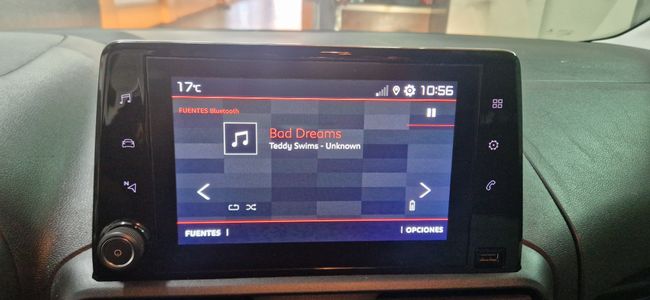 17°C
10:56
FUENTES Bluetooth
Bad Dreams
Teddy Swims - Unknown
N
FUENTES
OPCIONES